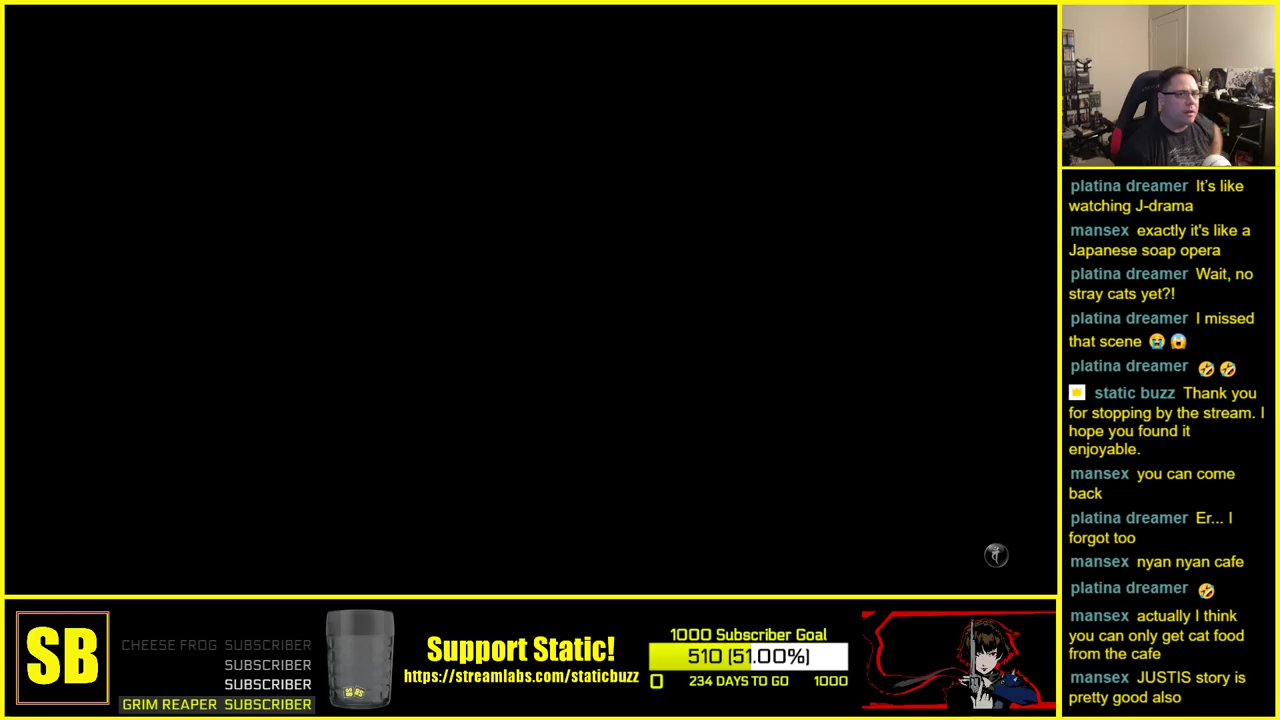 platina dreamer It's like
watching J-drama
mansex exactly it's like a
Japanese soap opera
platina dreamer Wait, no
stray cats yet?!
platina dreamer I missed
that scene 😭 😱
platina dreamer 🤣 🤣
static buzz Thank you
for stopping by the stream. I
hope you found it
enjoyable.
mansex you can come
back
platina dreamer Er... I
forgot too
mansex nyan nyan cafe
platina dreamer 🤣
mansex actually I think
you can only get cat food
from the cafe
mansex JUSTIS story is
pretty good also
SB
CHEESE FROG SUBSCRIBER
SUBSCRIBER
SUBSCRIBER
GRIM REAPER SUBSCRIBER
Support Static!
https://streamlabs.com/staticbuzz
1000 Subscriber Goal
510 (51.00%)
0 234 DAYS TO GO 1000